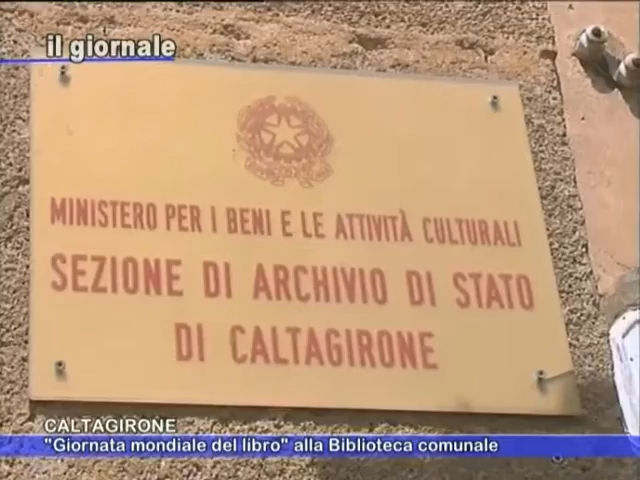 il giornale
MINISTERO PER I BENI E LE ATTIVITÀ CULTURALI
SEZIONE DI ARCHIVIO DI STATO
DI CALTAGIRONE
CALTAGIRONE
"Giornata mondiale del libro" alla Biblioteca comunale